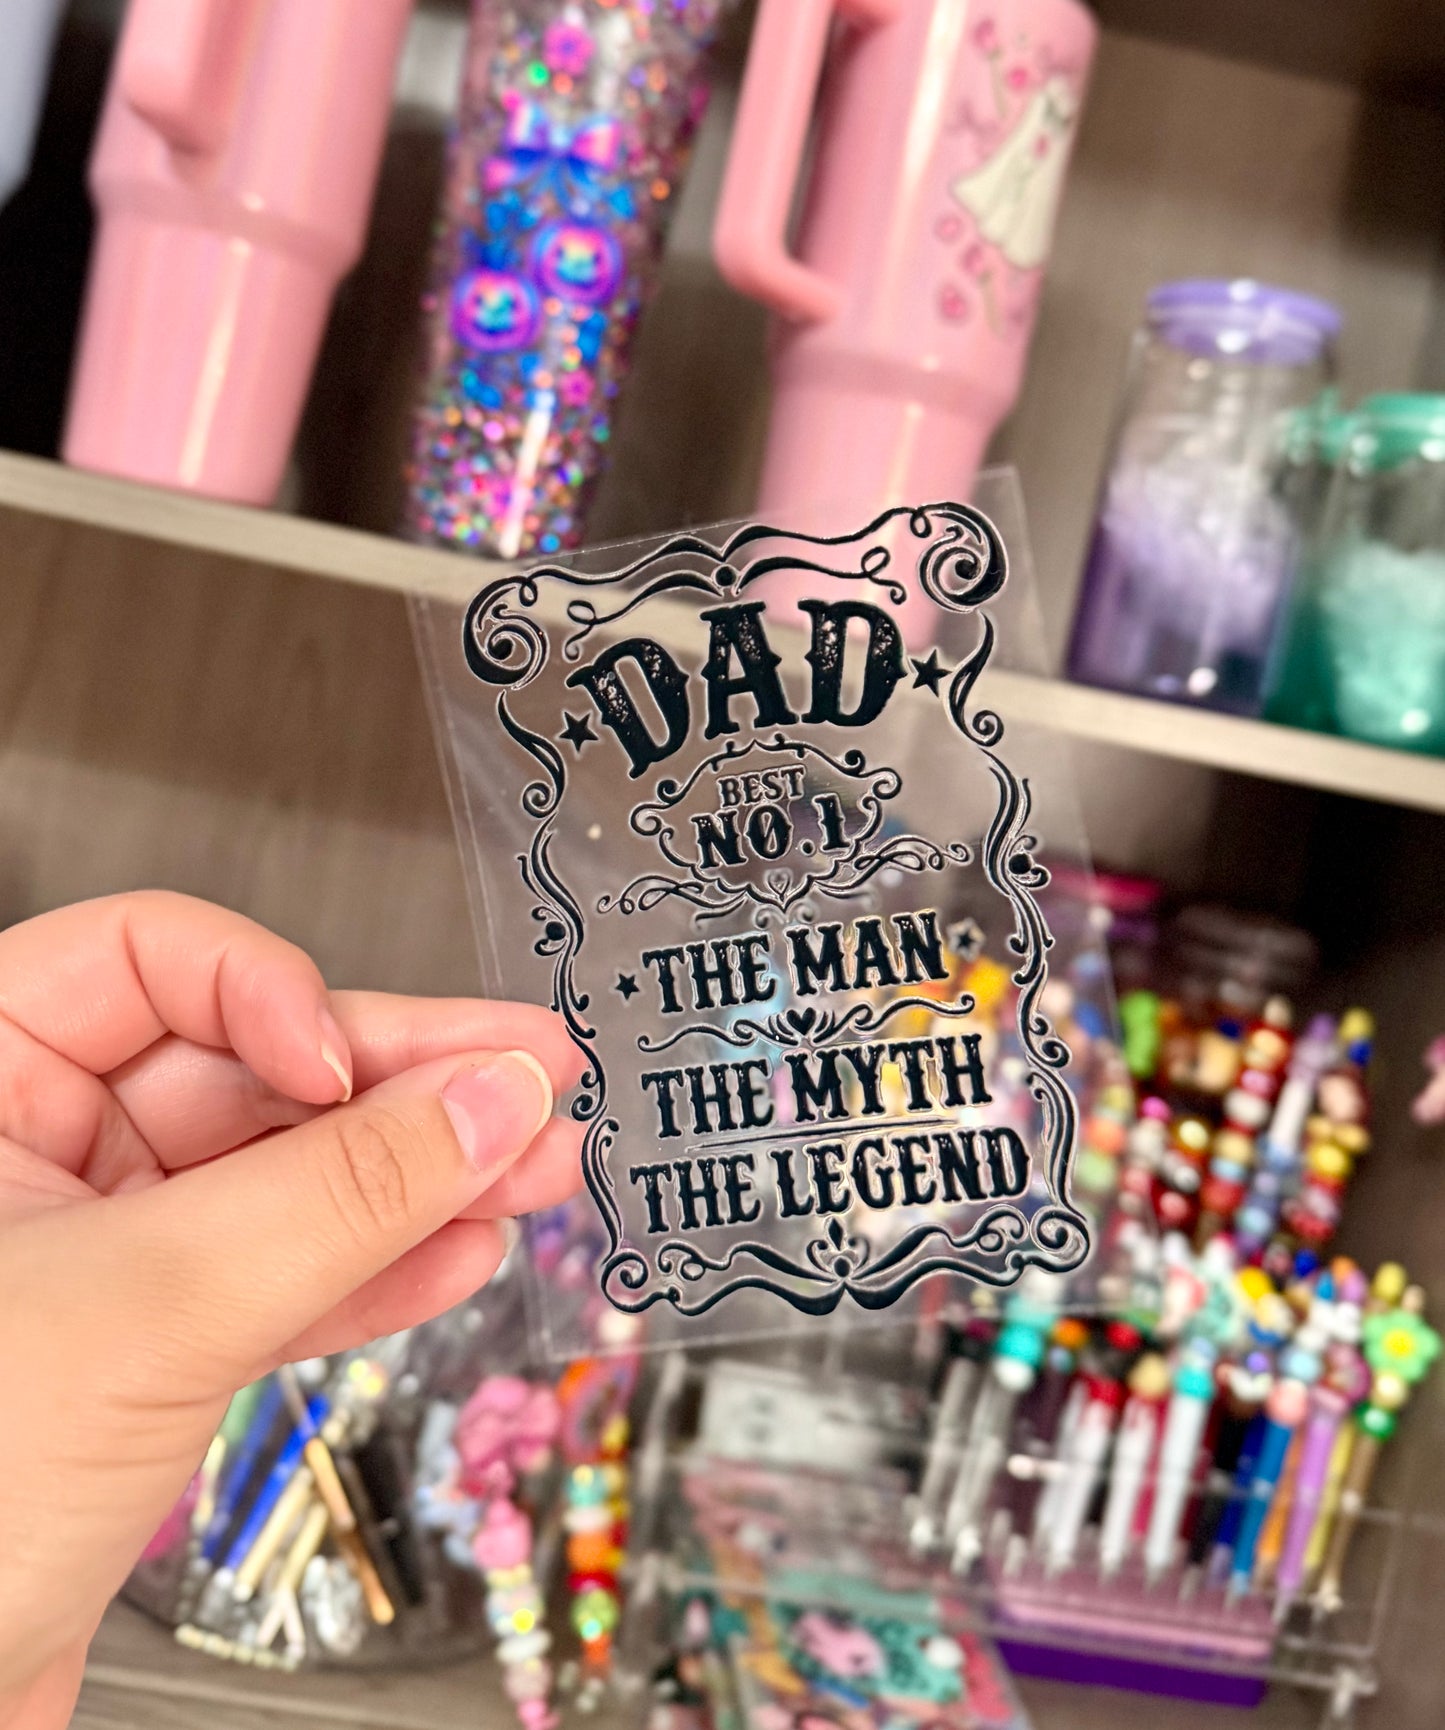 DAD
BEST
NO.1
THE MAN
THE MYTH
THE LEGEND